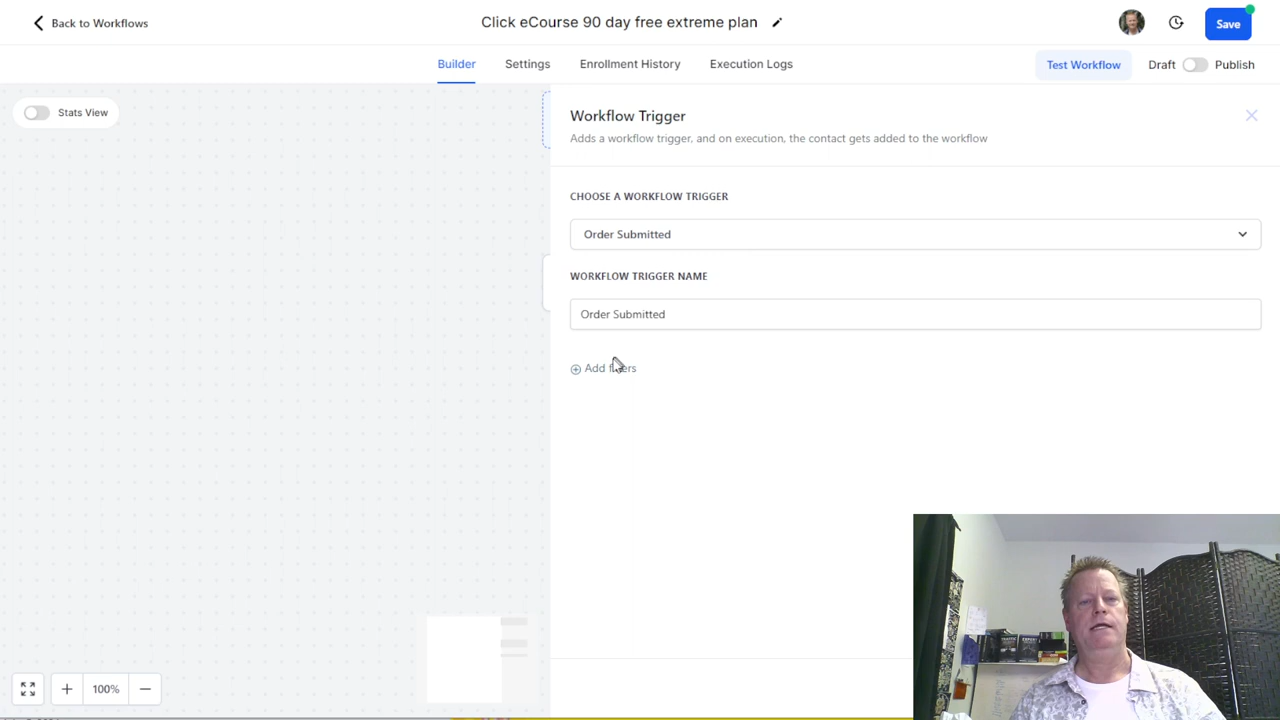 Back to Workflows
Click eCourse 90 day free extreme plan
Save
Builder
Settings
Enrollment History
Execution Logs
Test Workflow
Draft
Publish
Stats View
Workflow Trigger
Adds a workflow trigger, and on execution, the contact gets added to the workflow
CHOOSE A WORKFLOW TRIGGER
Order Submitted
WORKFLOW TRIGGER NAME
Order Submitted
Add filters
100%